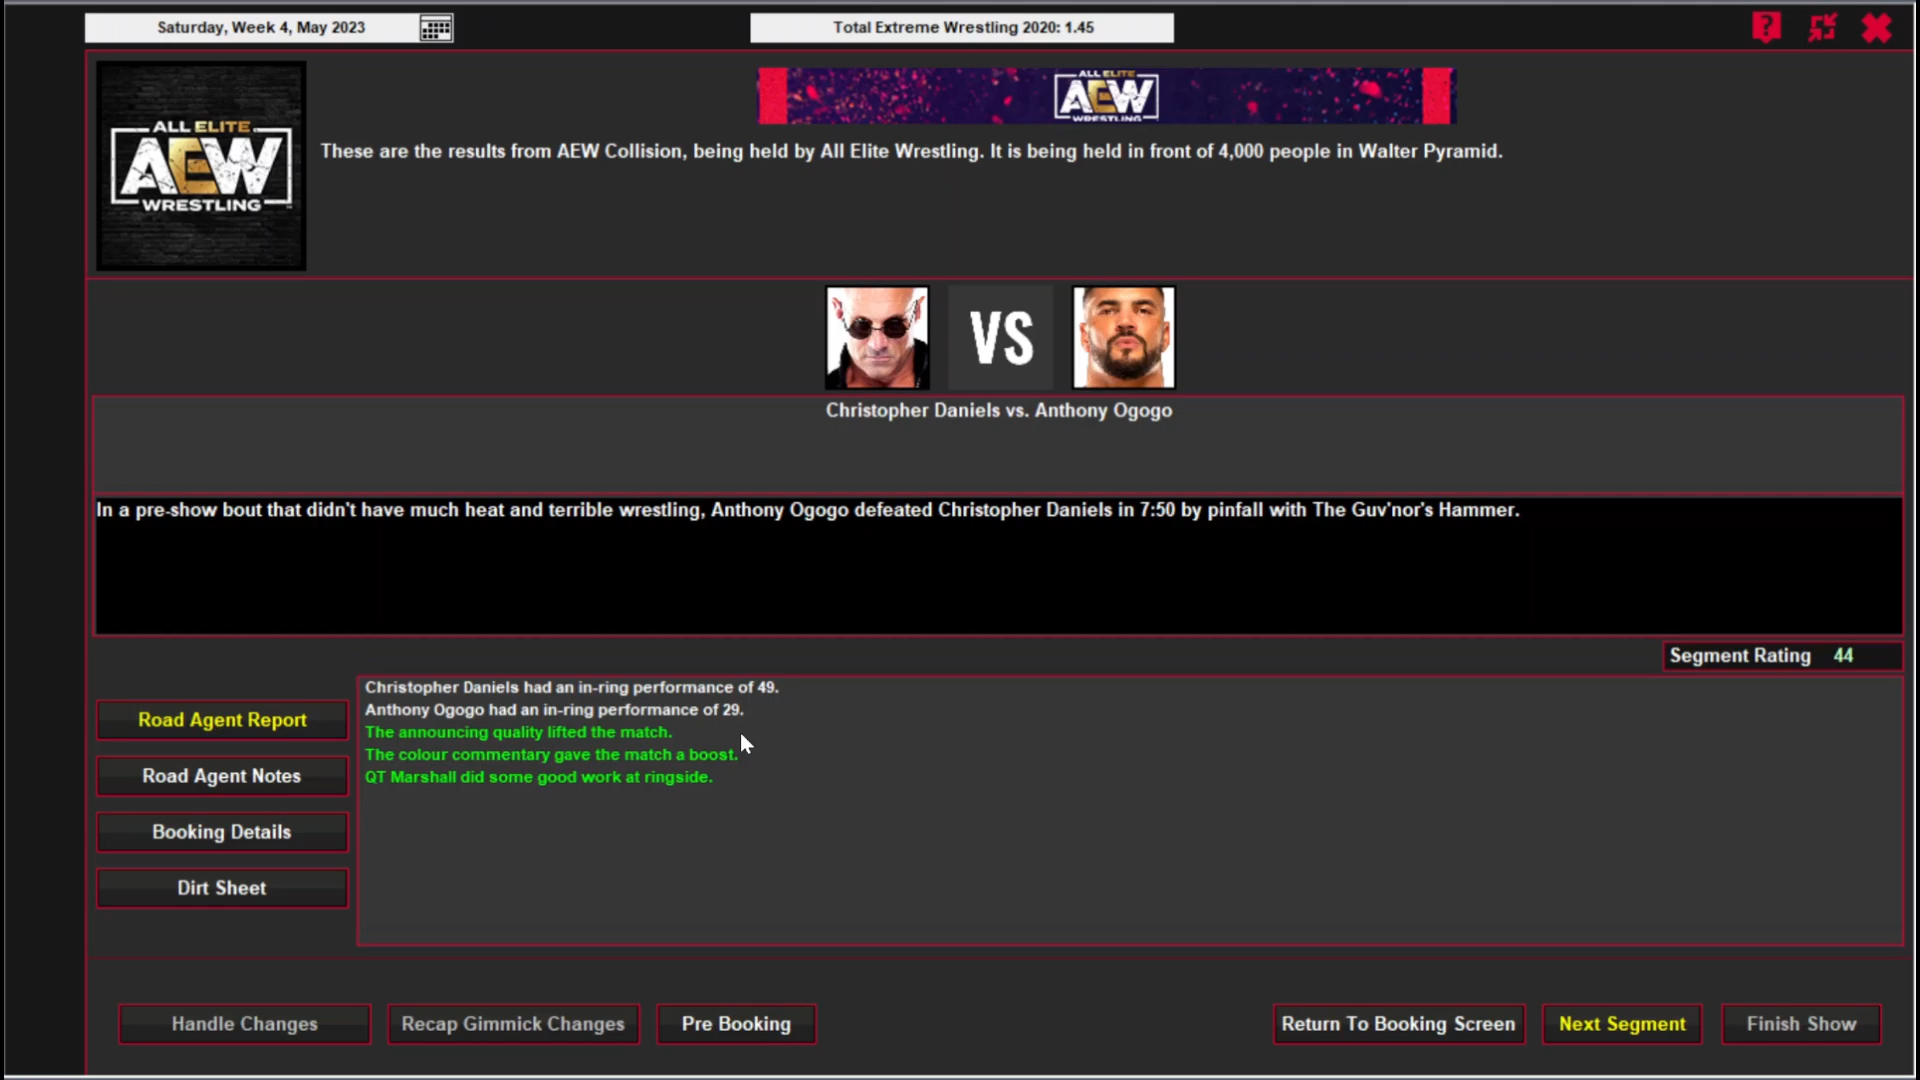 Saturday, Week 4, May 2023
Total Extreme Wrestling 2020: 1.45
?
ALL ELITE
AEW
WRESTLING
ALL ELITE
AEW
WRESTLING
These are the results from AEW Collision, being held by All Elite Wrestling. It is being held in front of 4,000 people in Walter Pyramid.
VS
Christopher Daniels vs. Anthony Ogogo
In a pre-show bout that didn't have much heat and terrible wrestling, Anthony Ogogo defeated Christopher Daniels in 7:50 by pinfall with The Guv'nor's Hammer.
Segment Rating 44
Road Agent Report
Road Agent Notes
Booking Details
Dirt Sheet
Christopher Daniels had an in-ring performance of 49.
Anthony Ogogo had an in-ring performance of 29.
The announcing quality lifted the match.
The colour commentary gave the match a boost.
QT Marshall did some good work at ringside.
Handle Changes
Recap Gimmick Changes
Pre Booking
Return To Booking Screen
Next Segment
Finish Show